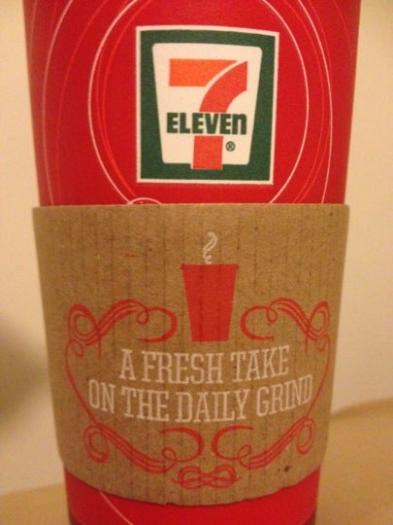 7
ELEVEn
®
A FRESH TAKE
ON THE DAILY GRIND